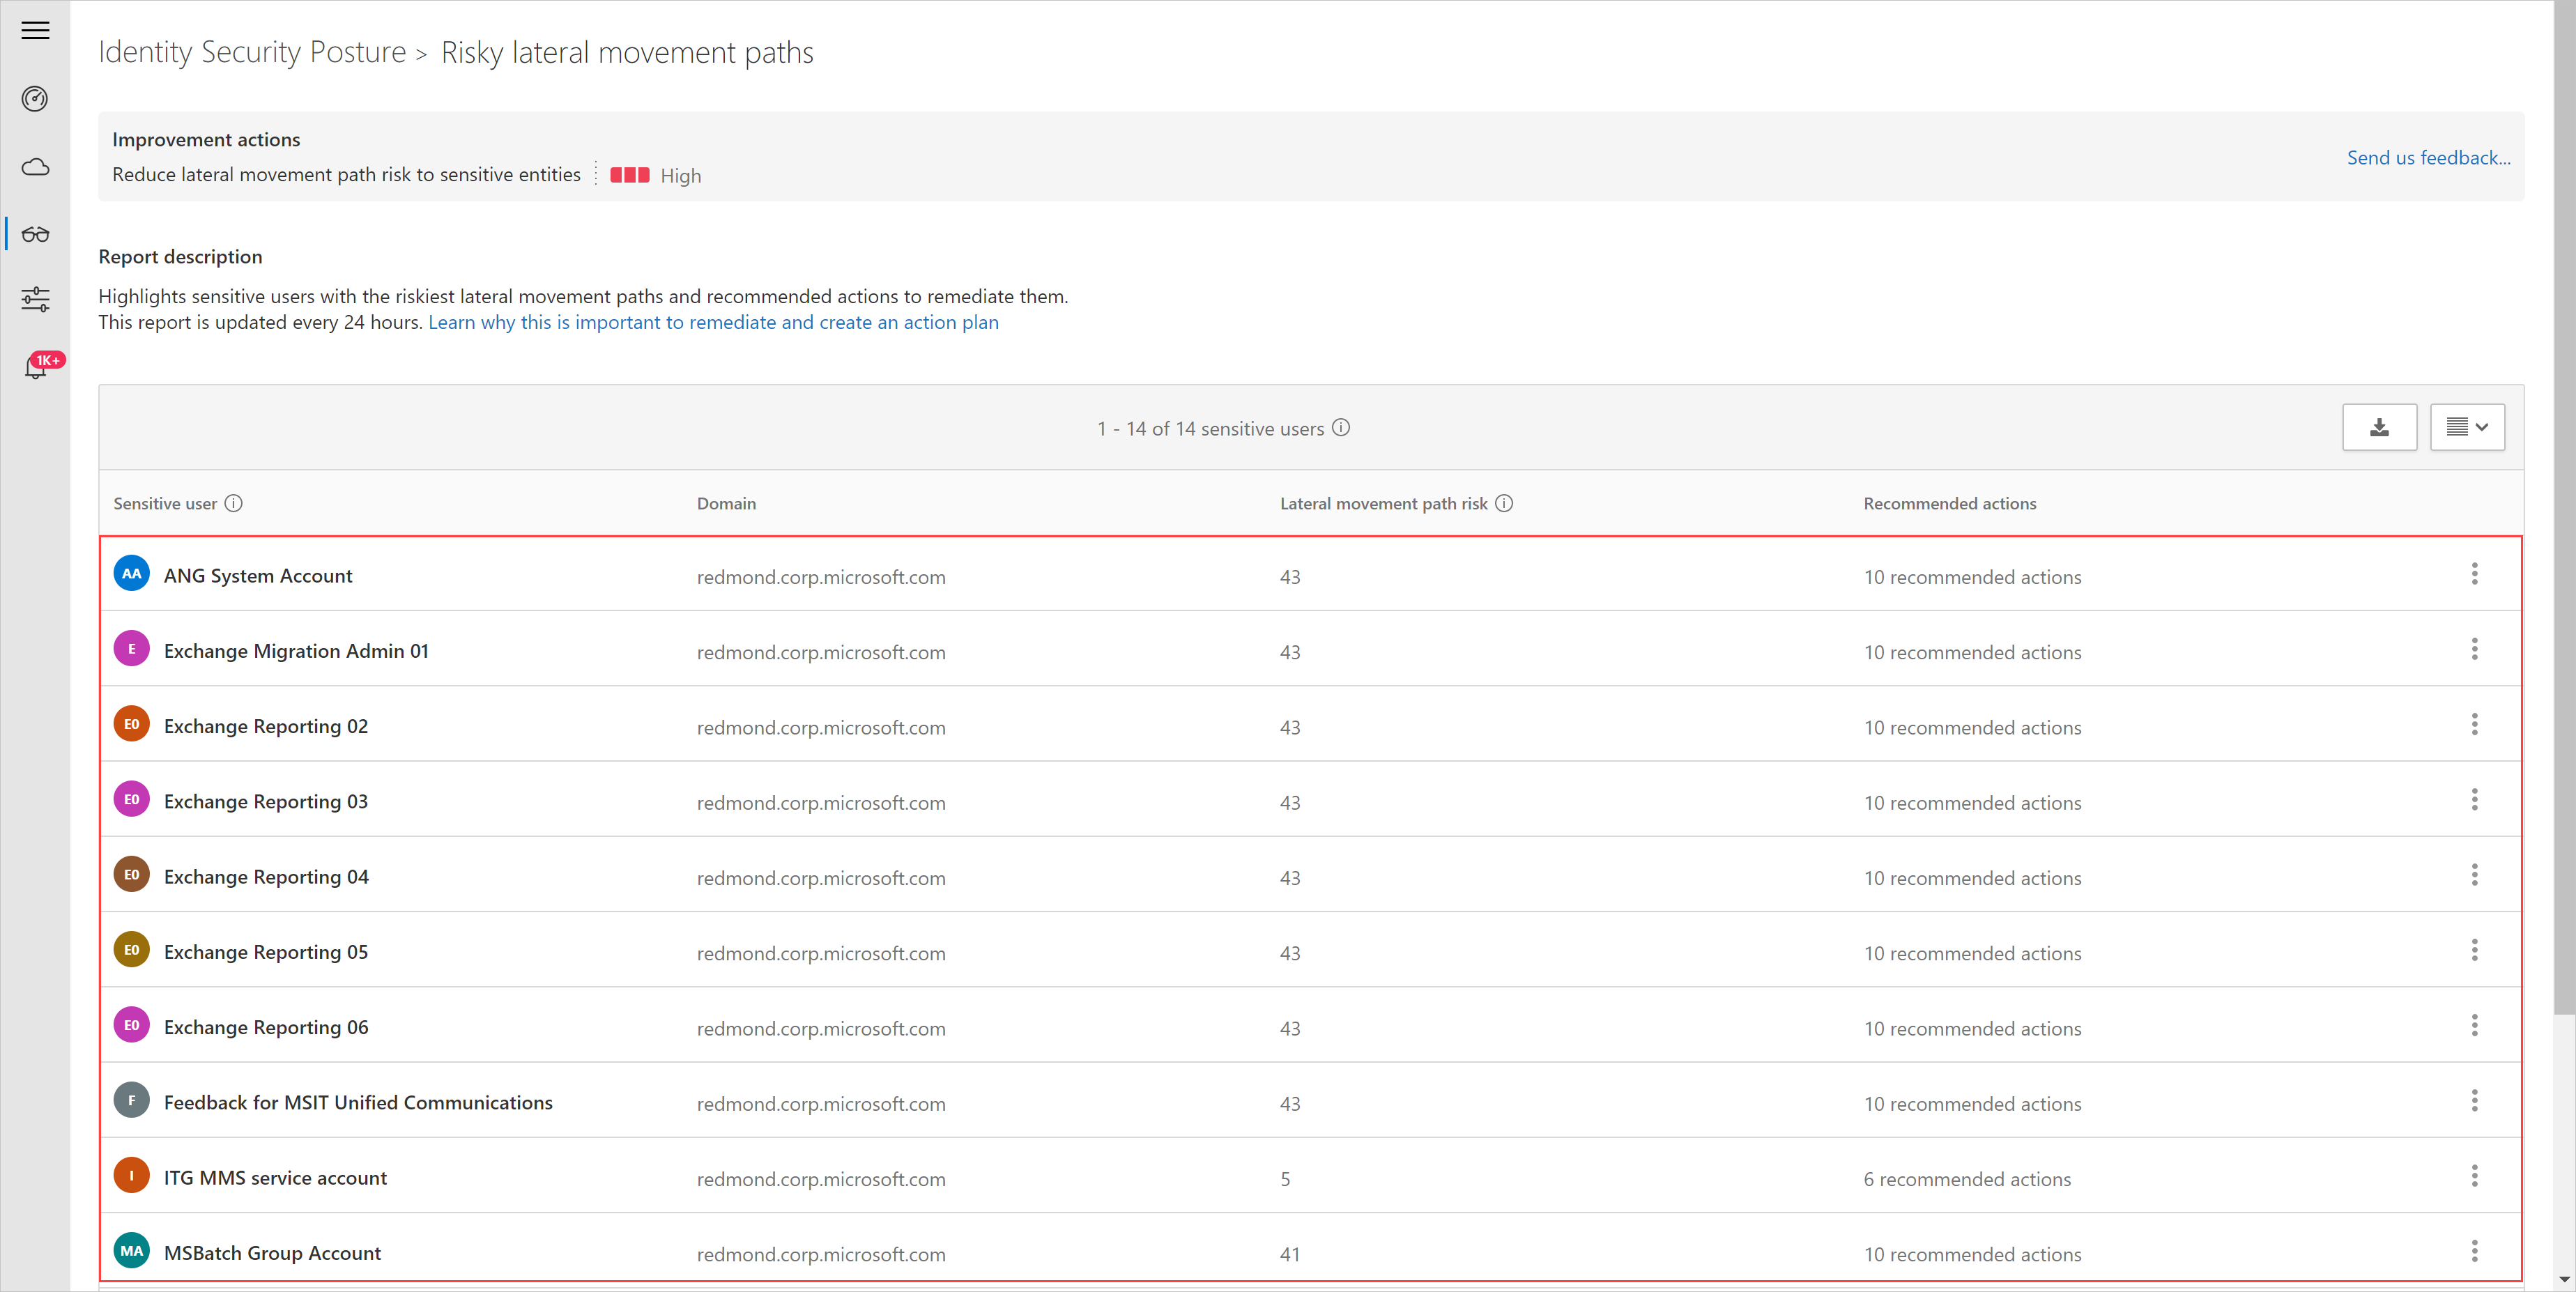 Identity Security Posture > Risky lateral movement paths
Improvement actions
Reduce lateral movement path risk to sensitive entities High
Send us feedback...
Report description
Highlights sensitive users with the riskiest lateral movement paths and recommended actions to remediate them.
This report is updated every 24 hours. Learn why this is important to remediate and create an action plan
1K+
1 - 14 of 14 sensitive users
Sensitive user Domain Lateral movement path risk Recommended actions
AA ANG System Account redmond.corp.microsoft.com 43 10 recommended actions
E Exchange Migration Admin 01 redmond.corp.microsoft.com 43 10 recommended actions
E0 Exchange Reporting 02 redmond.corp.microsoft.com 43 10 recommended actions
E0 Exchange Reporting 03 redmond.corp.microsoft.com 43 10 recommended actions
E0 Exchange Reporting 04 redmond.corp.microsoft.com 43 10 recommended actions
E0 Exchange Reporting 05 redmond.corp.microsoft.com 43 10 recommended actions
E0 Exchange Reporting 06 redmond.corp.microsoft.com 43 10 recommended actions
F Feedback for MSIT Unified Communications redmond.corp.microsoft.com 43 10 recommended actions
I ITG MMS service account redmond.corp.microsoft.com 5 6 recommended actions
MA MSBatch Group Account redmond.corp.microsoft.com 41 10 recommended actions